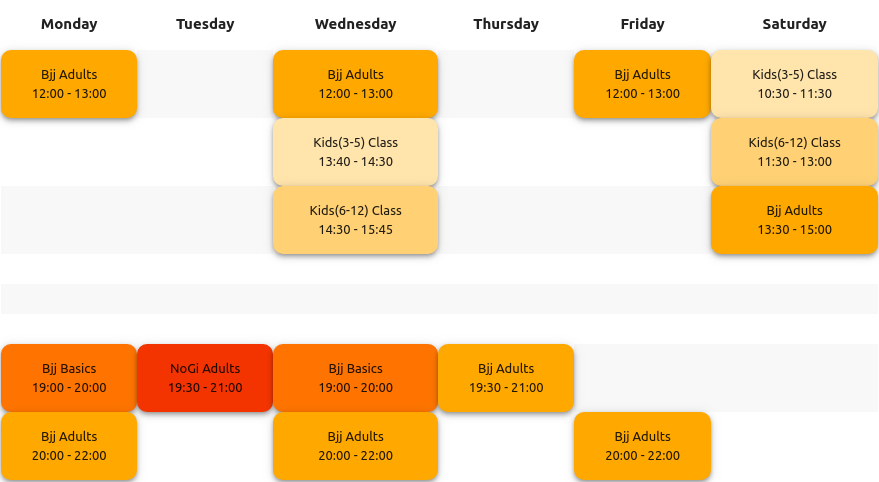 Monday Tuesday Wednesday Thursday Friday Saturday
Bjj Adults Bjj Adults Bjj Adults Kids(3-5) Class
12:00 - 13:00 12:00 - 13:00 12:00 - 13:00 10:30 - 11:30
Kids(3-5) Class Kids(6-12) Class
13:40 - 14:30 11:30 - 13:00
Kids(6-12) Class Bjj Adults
14:30 - 15:45 13:30 - 15:00
Bjj Basics NoGi Adults Bjj Basics Bjj Adults
19:00 - 20:00 19:30 - 21:00 19:00 - 20:00 19:30 - 21:00
Bjj Adults Bjj Adults Bjj Adults
20:00 - 22:00 20:00 - 22:00 20:00 - 22:00